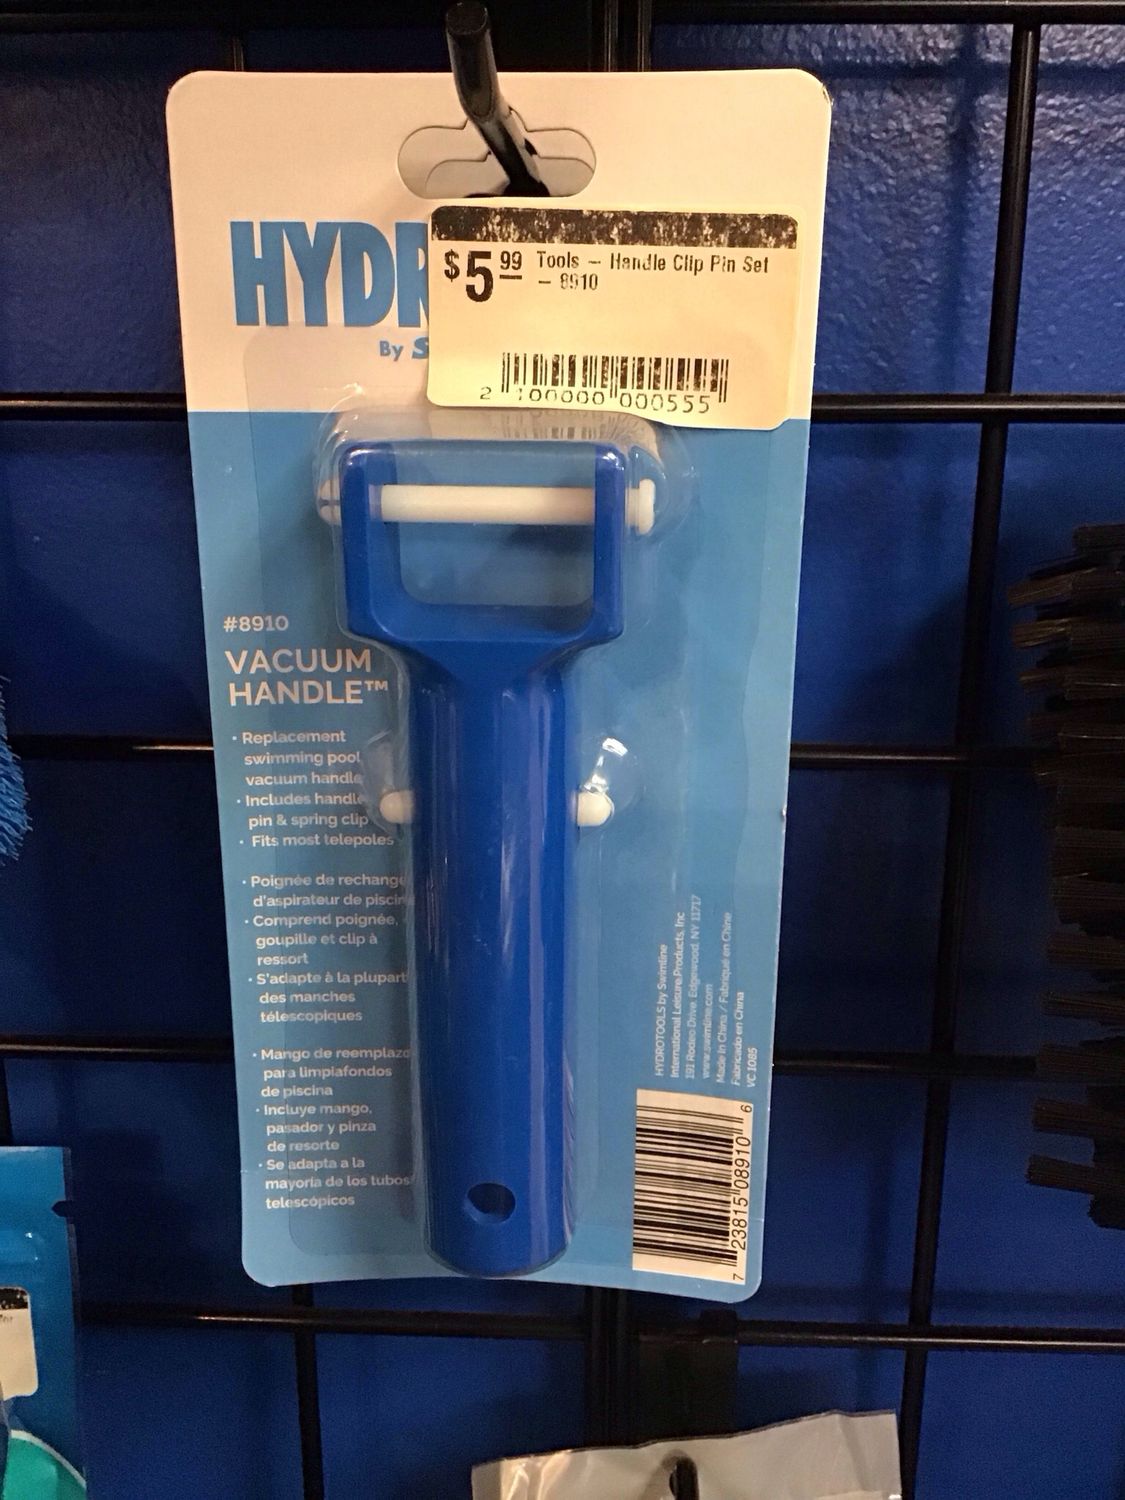 HYDR
By S
$5 99 Tools – Handle Clip Pin Set
– 8910
2 100000 000555
#8910
VACUUM
HANDLE™
• Replacement
swimming pool
vacuum handle
• Includes handle
pin & spring clip
• Fits most telepoles
• Poignée de rechange
d'aspirateur de piscin
• Comprend poignée,
goupille et clip à
ressort
• S'adapte à la plupart
des manches
télescopiques
• Mango de reemplazo
para limpiafondos
de piscina
• Incluye mango,
pasador y pinza
de resorte
• Se adapta a la
mayoría de los tubos
telescópicos
HYDROTOOLS by Swimline
International Leisure Products, Inc
191 Rodeo Drive, Edgewood, NY 11717
www.swimline.com
Made in China / Fabriqué en Chine
Fabricado en China
VC1085
7 23815 08910 6